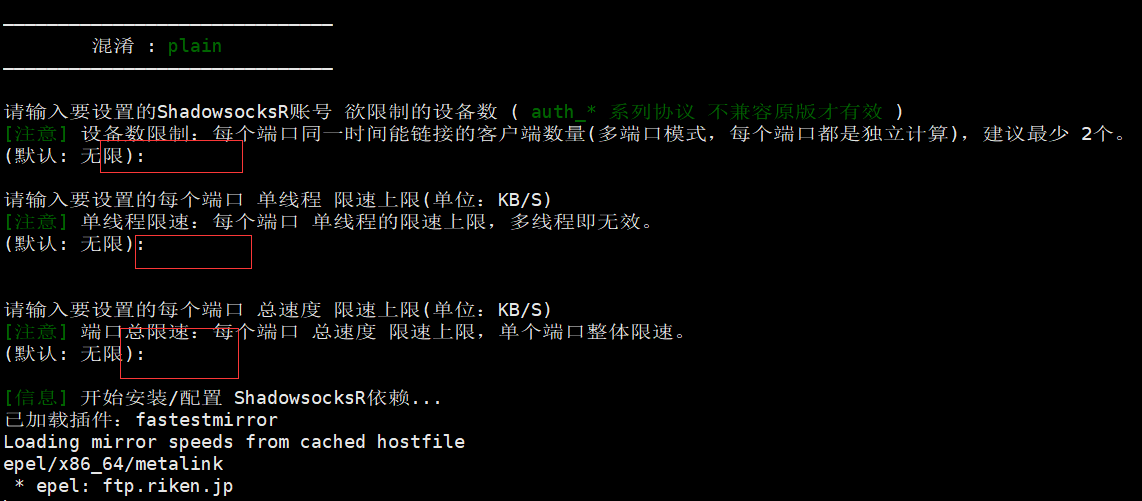 混淆 : plain
请输入要设置的ShadowsocksR账号 欲限制的设备数 ( auth_* 系列协议 不兼容原版才有效 )
[注意] 设备数限制：每个端口同一时间能链接的客户端数量(多端口模式，每个端口都是独立计算)，建议最少 2个。
(默认: 无限):
请输入要设置的每个端口 单线程 限速上限(单位：KB/S)
[注意] 单线程限速：每个端口 单线程的限速上限，多线程即无效。
(默认: 无限):
请输入要设置的每个端口 总速度 限速上限(单位：KB/S)
[注意] 端口总限速：每个端口 总速度 限速上限，单个端口整体限速。
(默认: 无限):
[信息] 开始安装/配置 ShadowsocksR依赖...
已加载插件：fastestmirror
Loading mirror speeds from cached hostfile
epel/x86_64/metalink
* epel: ftp.riken.jp